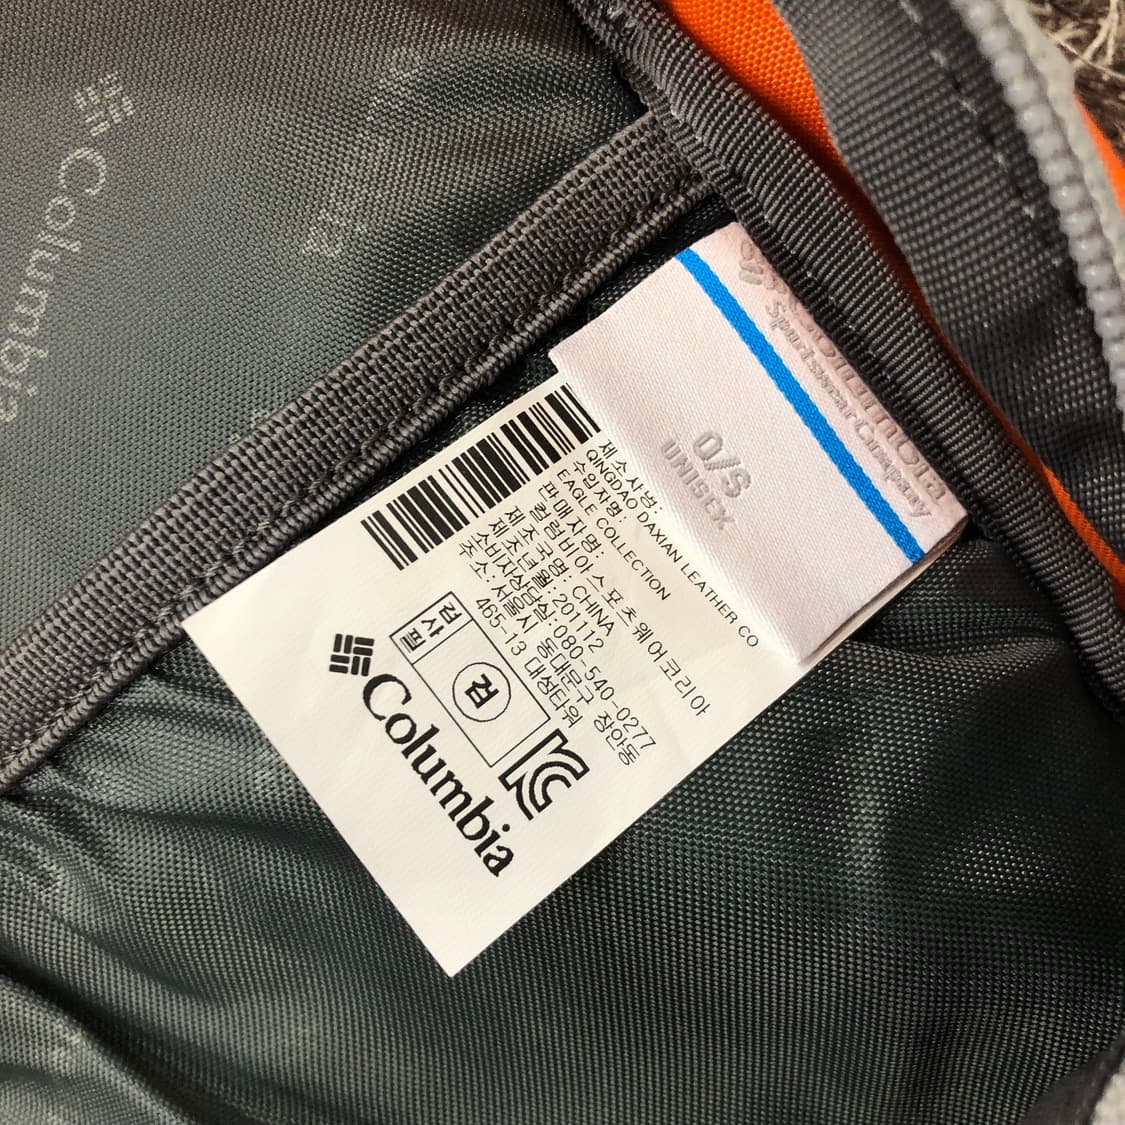 Columbia
Columbia
Sportswear Company
O/S
UNISEX
제조자명:
QINGDAO DAXIAN LEATHER CO
수입자명:
EAGLE COLLECTION
판매자명:
컬럼비아스포츠웨어코리아
제조국명: CHINA
제조년월: 201112
소비자상담실:080-540-0277
주소:서울시 동대문구 장안동
465-13 대성타워
검사필
검
Columbia